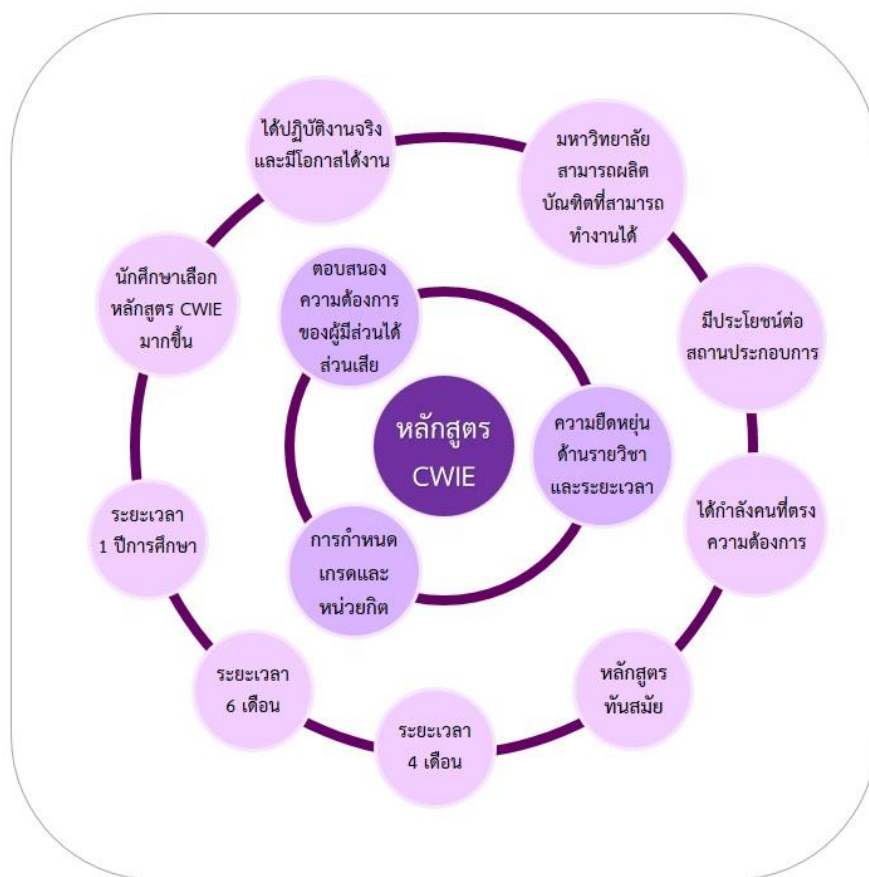 ได้ปฏิบัติงานจริง
และมีโอกาสได้งาน
มหาวิทยาลัย
สามารถผลิต
บัณฑิตที่สามารถ
ทำงานได้
นักศึกษาเลือก
หลักสูตร CWIE
มากขึ้น
ตอบสนอง
ความต้องการ
ของผู้มีส่วนได้
ส่วนเสีย
มีประโยชน์ต่อ
สถานประกอบการ
หลักสูตร
CWIE
ความยืดหยุ่น
ด้านรายวิชา
และระยะเวลา
ระยะเวลา
1 ปีการศึกษา
การกำหนด
เกรดและ
หน่วยกิต
ได้กำลังคนที่ตรง
ความต้องการ
ระยะเวลา
6 เดือน
ระยะเวลา
4 เดือน
หลักสูตร
ทันสมัย